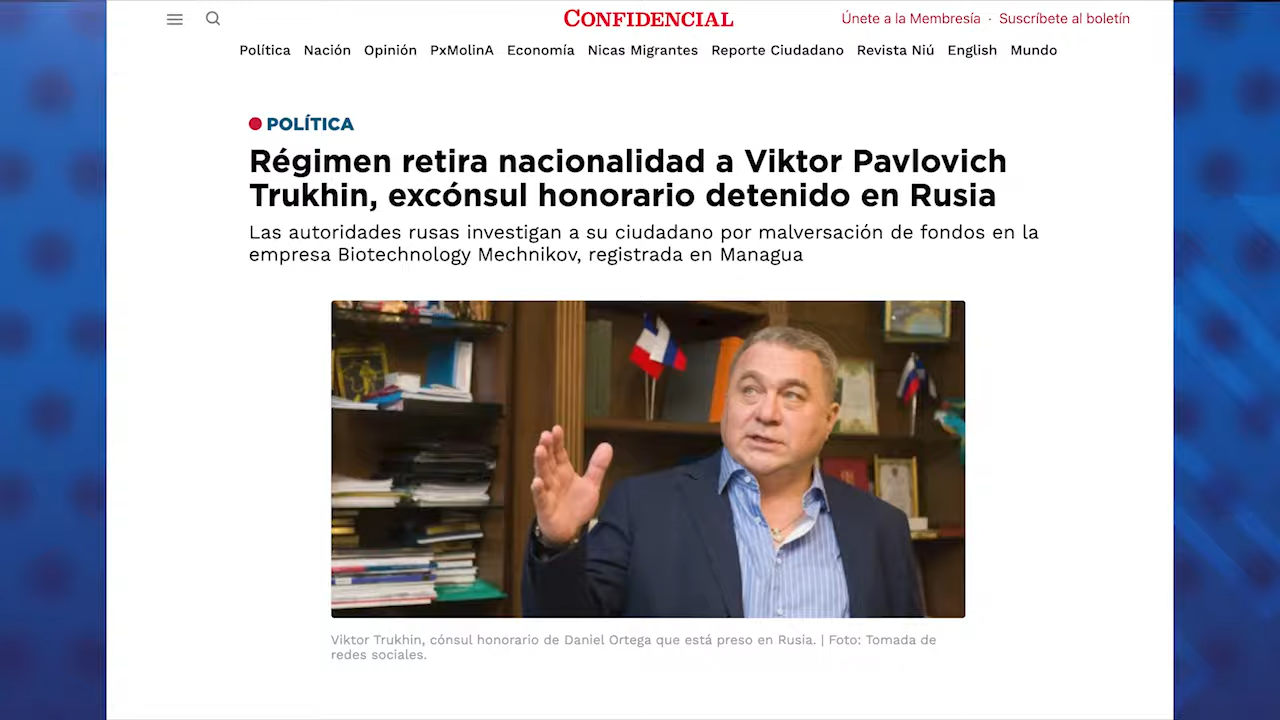 CONFIDENCIAL
Únete a la Membresía · Suscríbete al boletín
Política Nación Opinión PxMolinA Economía Nicas Migrantes Reporte Ciudadano Revista Niú English Mundo
POLÍTICA
Régimen retira nacionalidad a Viktor Pavlovich
Trukhin, excónsul honorario detenido en Rusia
Las autoridades rusas investigan a su ciudadano por malversación de fondos en la
empresa Biotechnology Mechnikov, registrada en Managua
Viktor Trukhin, cónsul honorario de Daniel Ortega que está preso en Rusia. | Foto: Tomada de
redes sociales.